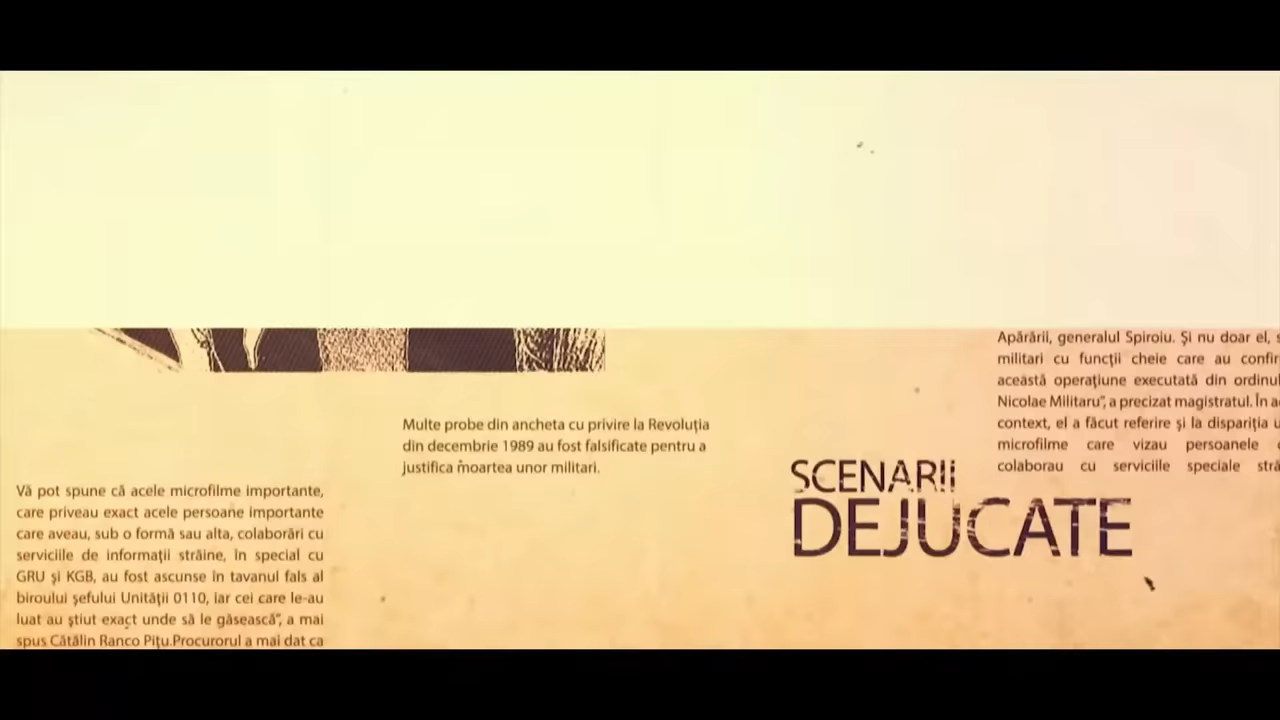 Vă pot spune că acele microfilme importante,
care priveau exact acele persoane importante
care aveau, sub o formă sau alta, colaborări cu
serviciile de informații străine, în special cu
GRU și KGB, au fost ascunse în tavanul fals al
biroului șefului Unității 0110, iar cei care le-au
luat au știut exact unde să le găsească”, a mai
spus Cătălin Ranco Pițu.Procurorul a mai dat ca
Multe probe din ancheta cu privire la Revoluția
din decembrie 1989 au fost falsificate pentru a
justifica moartea unor militari.
SCENARII
DEJUCATE
Apărării, generalul Spiroiu. Și nu doar el,
militari cu funcții cheie care au
această operațiune executată din
Nicolae Militaru”, a precizat magistratul. În
context, el a făcut referire și la dispariția
microfilme care vizau persoanele
colaborau cu serviciile speciale